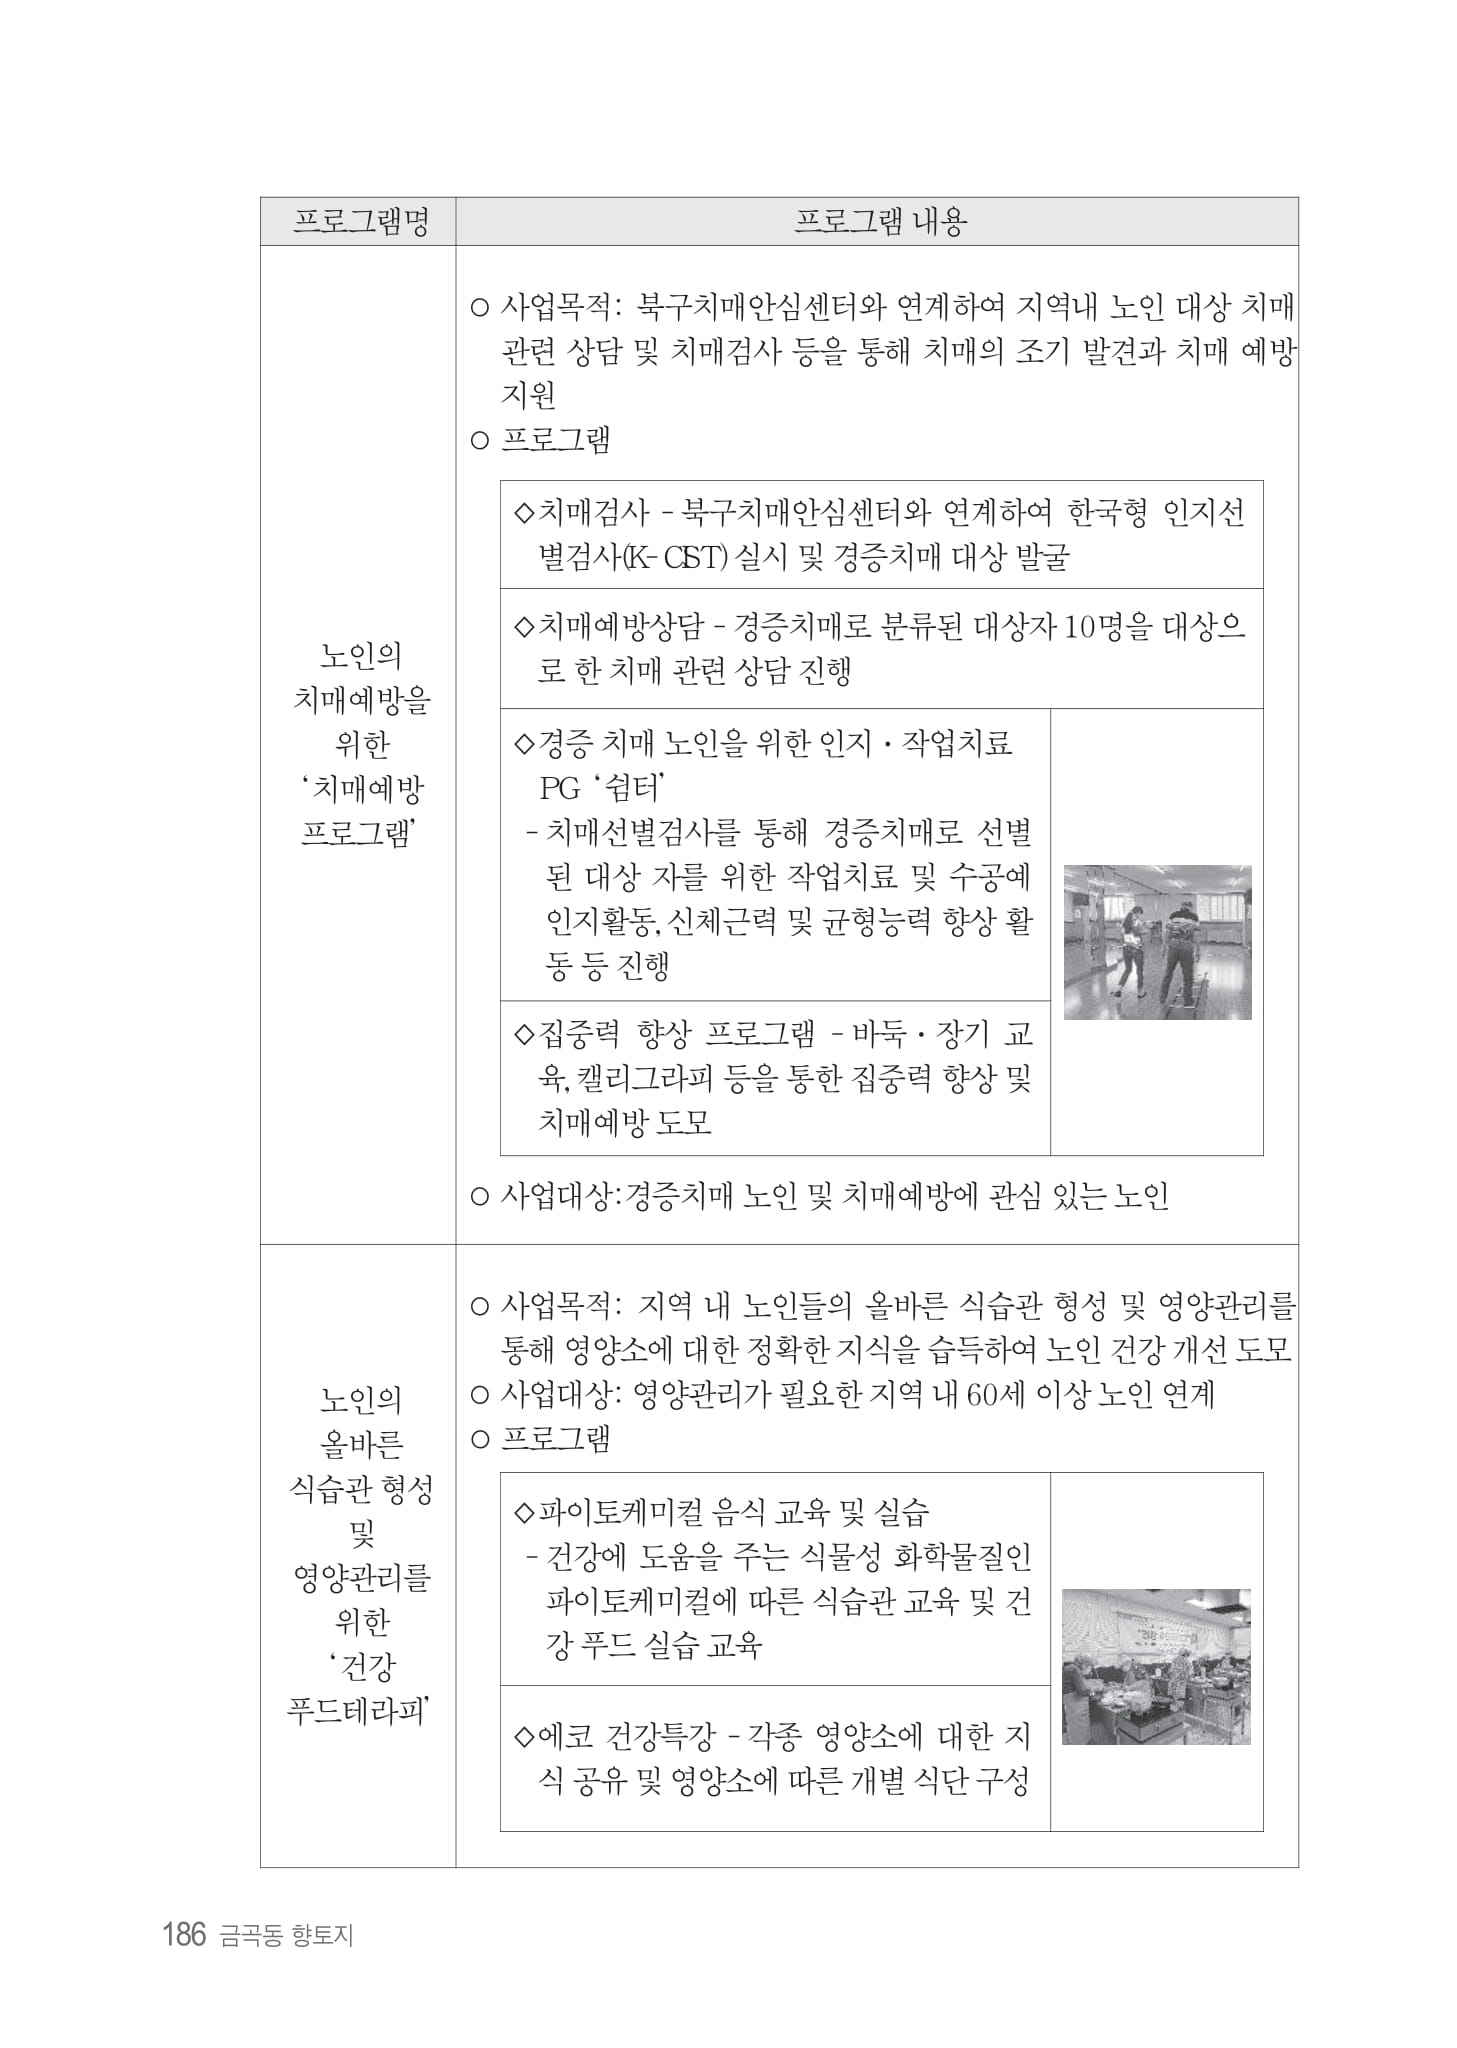 프로그램명
프로그램 내용
노인의
치매예방을
위한
‘치매예방
프로그램’
○ 사업목적: 북구치매안심센터와 연계하여 지역내 노인 대상 치매
관련 상담 및 치매검사 등을 통해 치매의 조기 발견과 치매 예방
지원
○ 프로그램
◇치매검사 - 북구치매안심센터와 연계하여 한국형 인지선
별검사(K-CIST) 실시 및 경증치매 대상 발굴
◇치매예방상담 - 경증치매로 분류된 대상자 10명을 대상으
로 한 치매 관련 상담 진행
◇경증 치매 노인을 위한 인지·작업치료
PG ‘쉼터’
- 치매선별검사를 통해 경증치매로 선별
된 대상 자를 위한 작업치료 및 수공예
인지활동, 신체근력 및 균형능력 향상 활
동 등 진행
◇집중력 향상 프로그램 - 바둑·장기 교
육, 캘리그라피 등을 통한 집중력 향상 및
치매예방 도모
○ 사업대상:경증치매 노인 및 치매예방에 관심 있는 노인
노인의
올바른
식습관 형성
및
영양관리를
위한
‘건강
푸드테라피’
○ 사업목적: 지역 내 노인들의 올바른 식습관 형성 및 영양관리를
통해 영양소에 대한 정확한 지식을 습득하여 노인 건강 개선 도모
○ 사업대상: 영양관리가 필요한 지역 내 60세 이상 노인 연계
○ 프로그램
◇파이토케미컬 음식 교육 및 실습
- 건강에 도움을 주는 식물성 화학물질인
파이토케미컬에 따른 식습관 교육 및 건
강 푸드 실습 교육
◇에코 건강특강 - 각종 영양소에 대한 지
식 공유 및 영양소에 따른 개별 식단 구성
186 금곡동 향토지